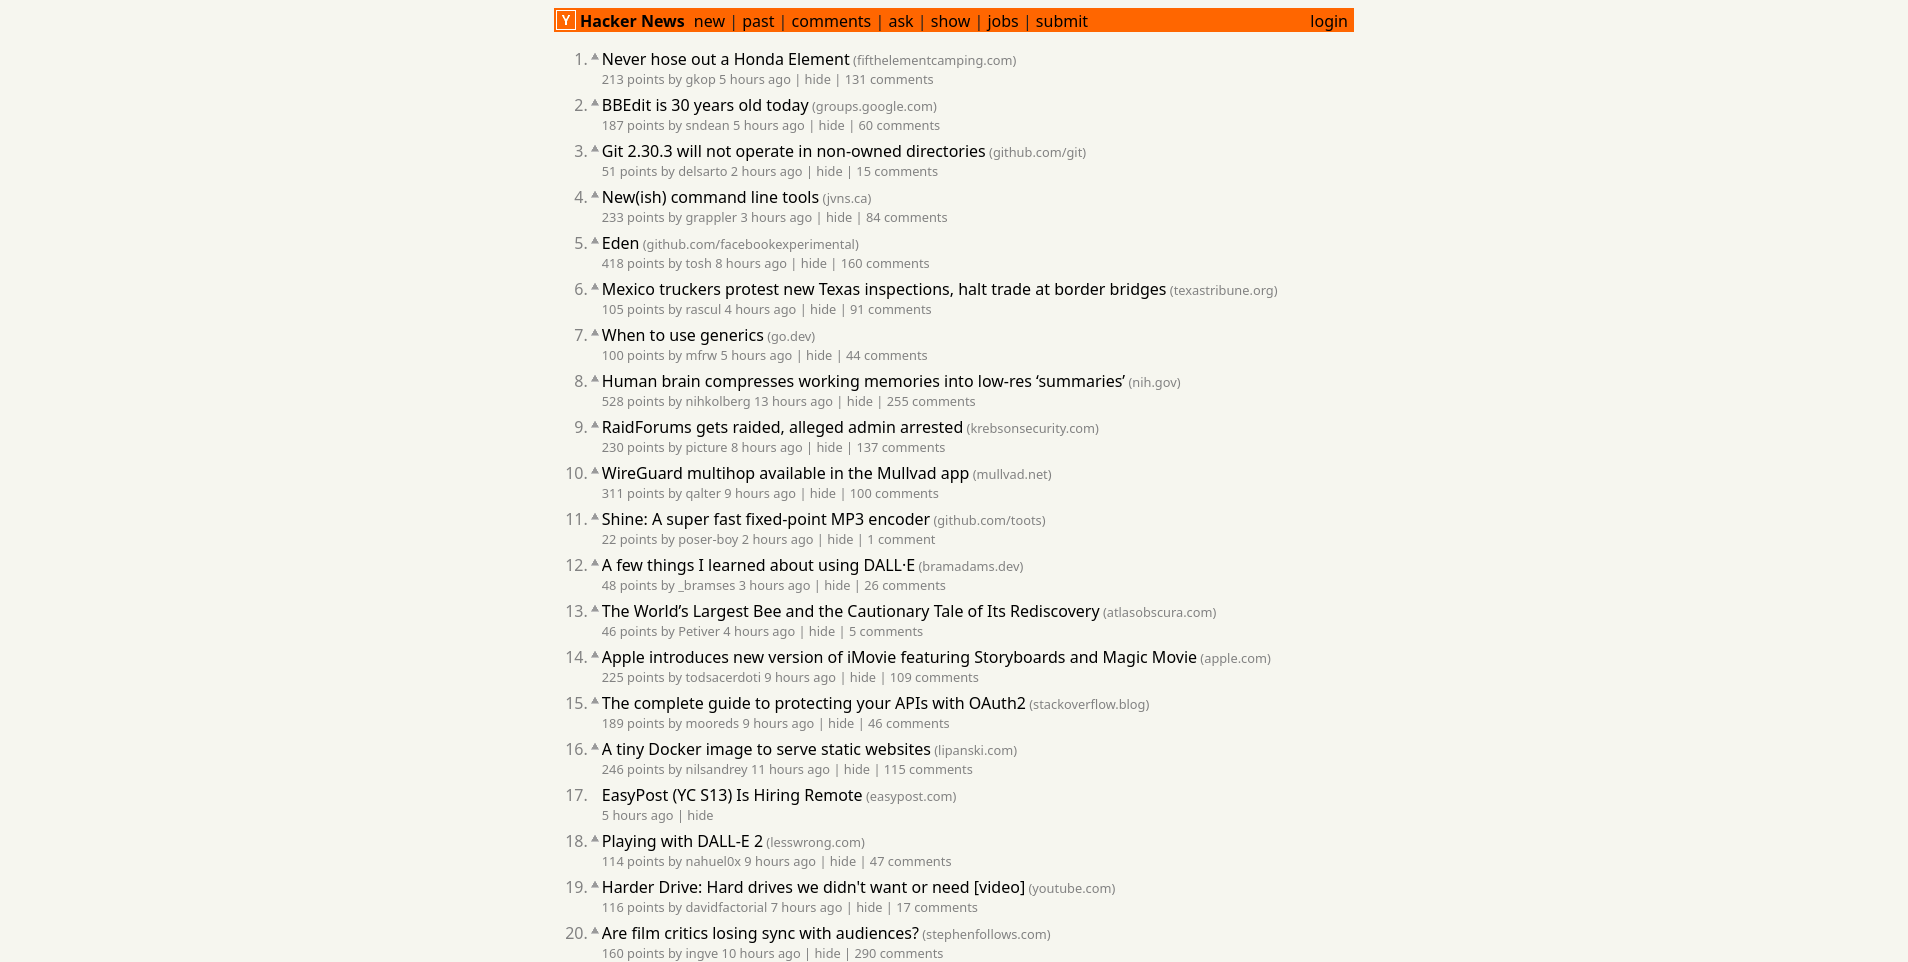 Y Hacker News new | past | comments | ask | show | jobs | submit login
1. Never hose out a Honda Element (fifthelementcamping.com)
213 points by gkop 5 hours ago | hide | 131 comments
2. BBEdit is 30 years old today (groups.google.com)
187 points by sndean 5 hours ago | hide | 60 comments
3. Git 2.30.3 will not operate in non-owned directories (github.com/git)
51 points by delsarto 2 hours ago | hide | 15 comments
4. New(ish) command line tools (jvns.ca)
233 points by grappler 3 hours ago | hide | 84 comments
5. Eden (github.com/facebookexperimental)
418 points by tosh 8 hours ago | hide | 160 comments
6. Mexico truckers protest new Texas inspections, halt trade at border bridges (texastribune.org)
105 points by rascul 4 hours ago | hide | 91 comments
7. When to use generics (go.dev)
100 points by mfrw 5 hours ago | hide | 44 comments
8. Human brain compresses working memories into low-res ‘summaries’ (nih.gov)
528 points by nihkolberg 13 hours ago | hide | 255 comments
9. RaidForums gets raided, alleged admin arrested (krebsonsecurity.com)
230 points by picture 8 hours ago | hide | 137 comments
10. WireGuard multihop available in the Mullvad app (mullvad.net)
311 points by qalter 9 hours ago | hide | 100 comments
11. Shine: A super fast fixed-point MP3 encoder (github.com/toots)
22 points by poser-boy 2 hours ago | hide | 1 comment
12. A few things I learned about using DALL·E (bramadams.dev)
48 points by _bramses 3 hours ago | hide | 26 comments
13. The World’s Largest Bee and the Cautionary Tale of Its Rediscovery (atlasobscura.com)
46 points by Petiver 4 hours ago | hide | 5 comments
14. Apple introduces new version of iMovie featuring Storyboards and Magic Movie (apple.com)
225 points by todsacerdoti 9 hours ago | hide | 109 comments
15. The complete guide to protecting your APIs with OAuth2 (stackoverflow.blog)
189 points by mooreds 9 hours ago | hide | 46 comments
16. A tiny Docker image to serve static websites (lipanski.com)
246 points by nilsandrey 11 hours ago | hide | 115 comments
17. EasyPost (YC S13) Is Hiring Remote (easypost.com)
5 hours ago | hide
18. Playing with DALL-E 2 (lesswrong.com)
114 points by nahuel0x 9 hours ago | hide | 47 comments
19. Harder Drive: Hard drives we didn't want or need [video] (youtube.com)
116 points by davidfactorial 7 hours ago | hide | 17 comments
20. Are film critics losing sync with audiences? (stephenfollows.com)
160 points by ingve 10 hours ago | hide | 290 comments